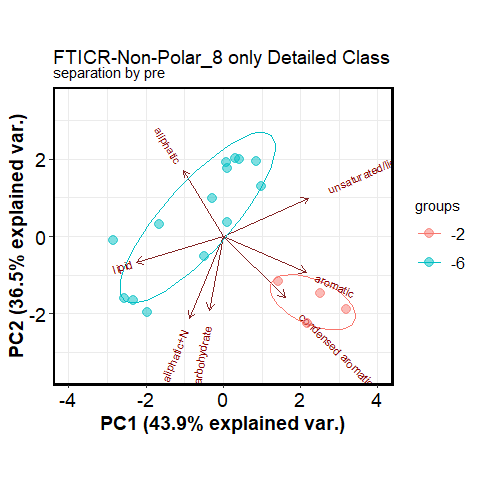 FTICR-Non-Polar_8 only Detailed Class
separation by pre
PC2 (36.5% explained var.)
2
0
-2
aliphatic
unsaturated/li
lipid
aromatic
condensed aromatic
aliphatic+N
arbohydrate
groups
-2
-6
-4
-2
0
2
4
PC1 (43.9% explained var.)